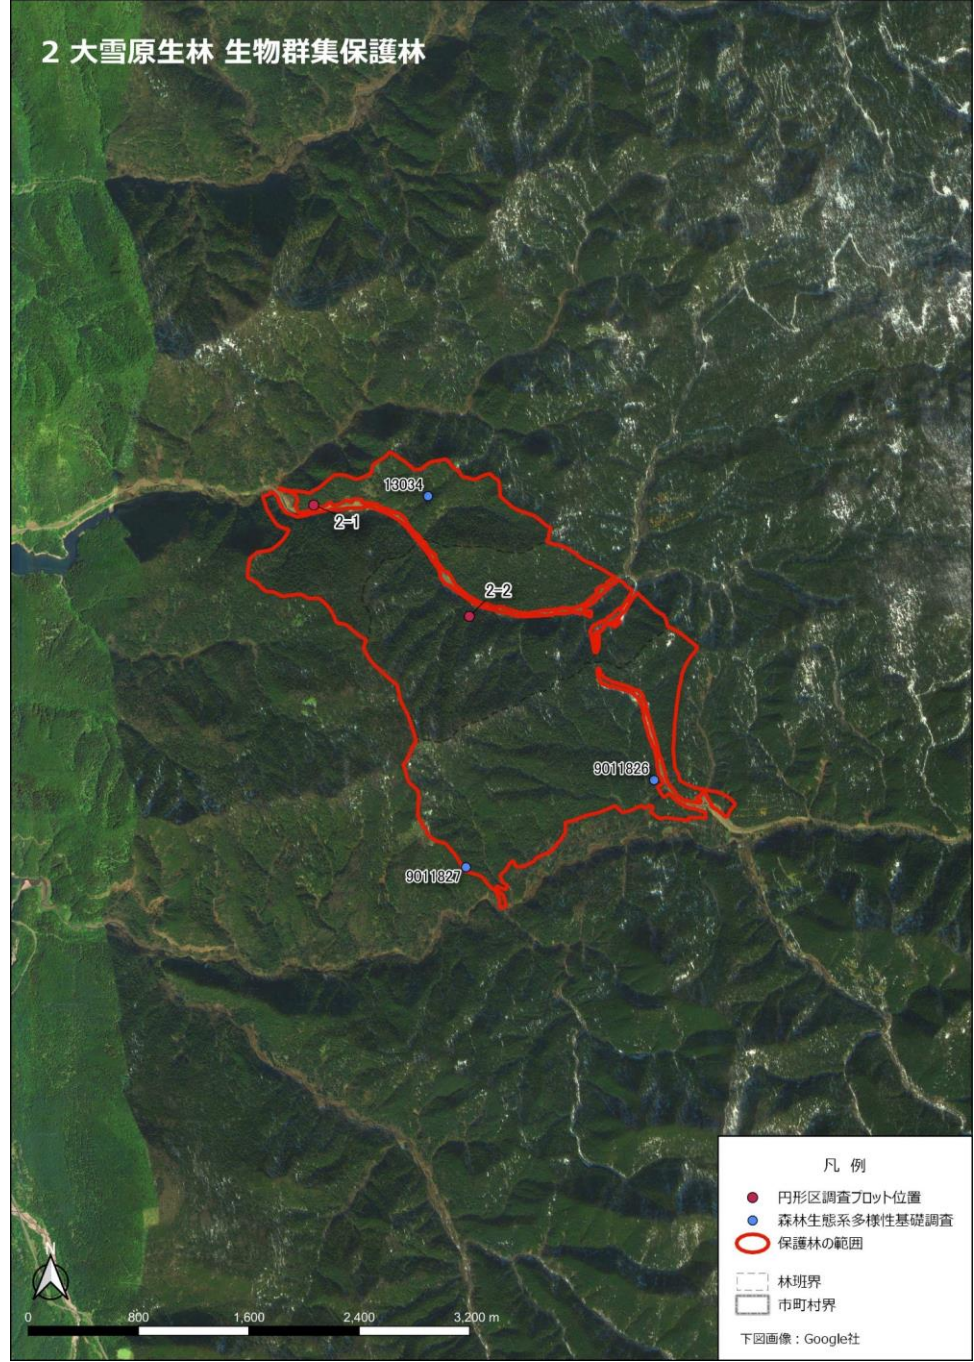 2 大雪原生林 生物群集保護林
13034
2-1
2-2
9011826
9011827
凡 例
円形区調査プロット位置
森林生態系多様性基礎調査
保護林の範囲
林班界
市町村界
下図画像：Google社
N
0 800 1,600 2,400 3,200 m